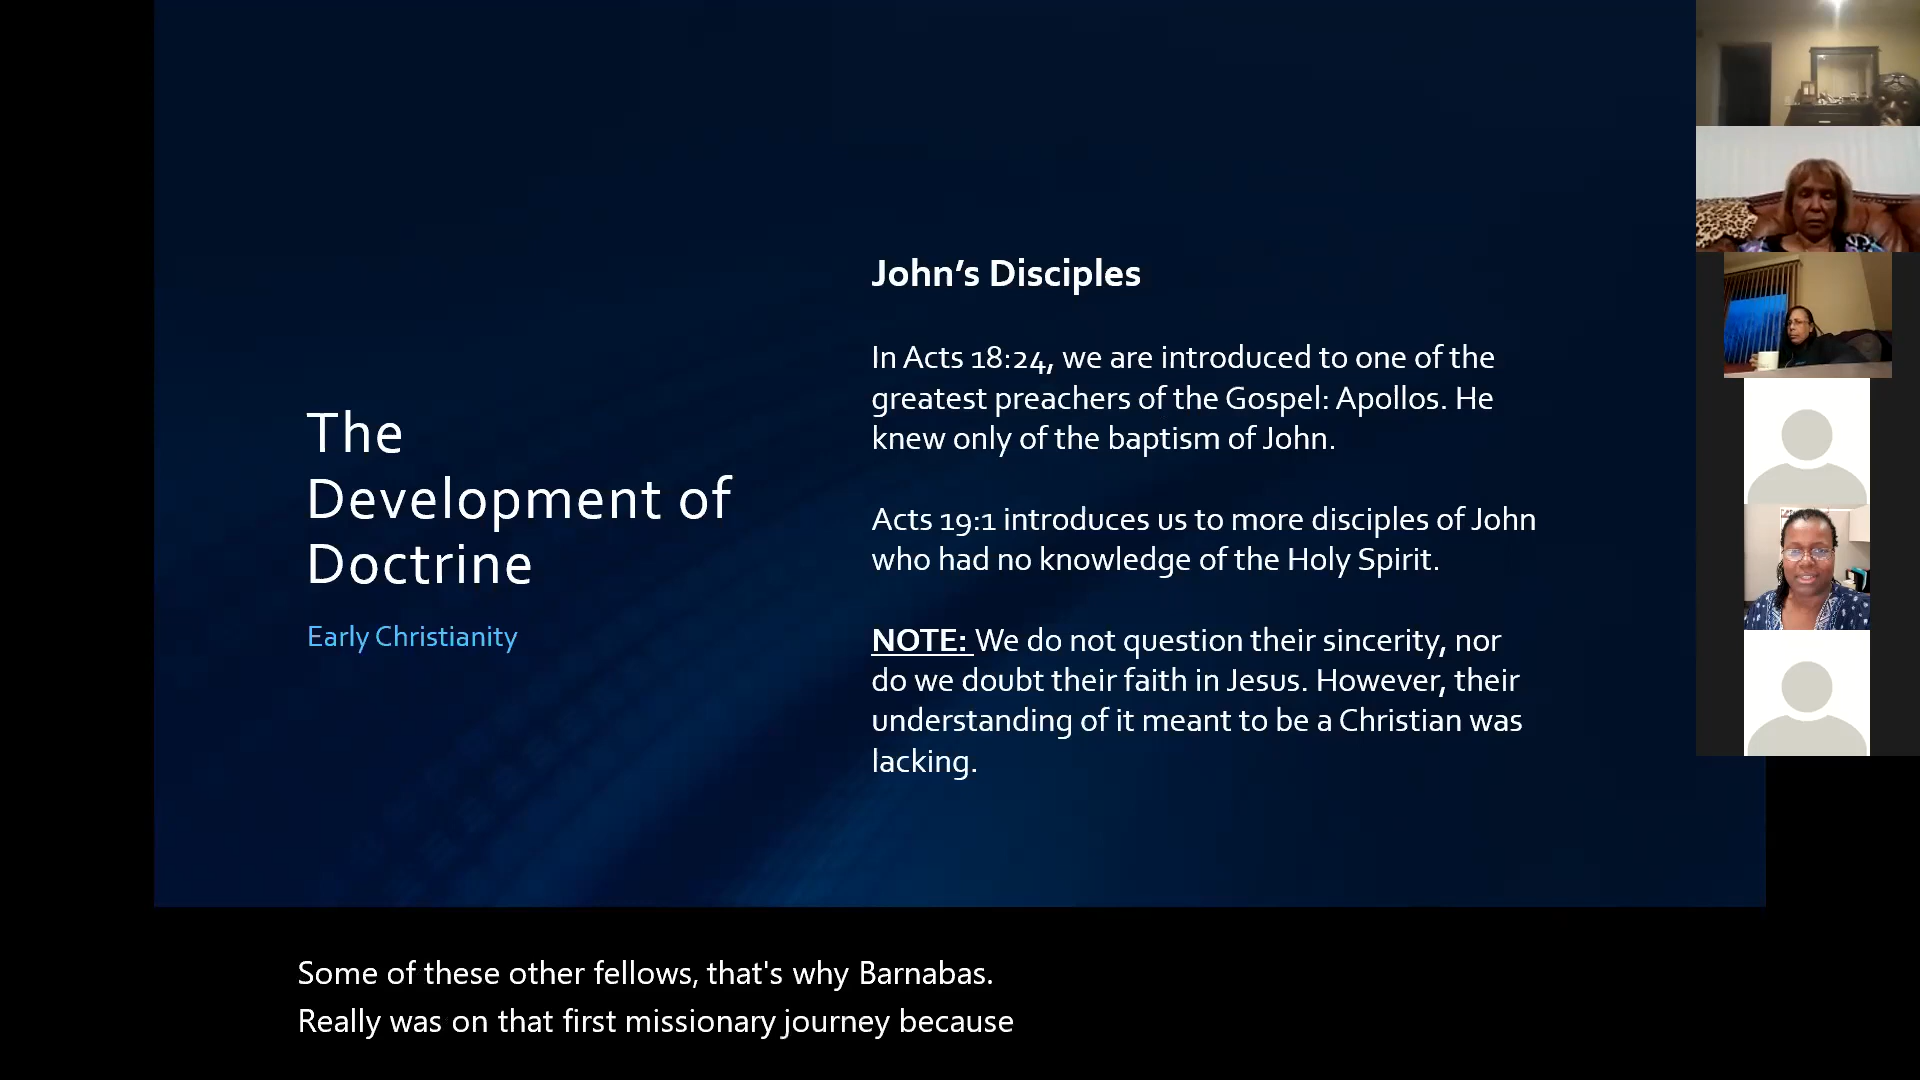 The
Development of
Doctrine
Early Christianity
John’s Disciples
In Acts 18:24, we are introduced to one of the
greatest preachers of the Gospel: Apollos. He
knew only of the baptism of John.
Acts 19:1 introduces us to more disciples of John
who had no knowledge of the Holy Spirit.
NOTE: We do not question their sincerity, nor
do we doubt their faith in Jesus. However, their
understanding of it meant to be a Christian was
lacking.
Some of these other fellows, that's why Barnabas.
Really was on that first missionary journey because